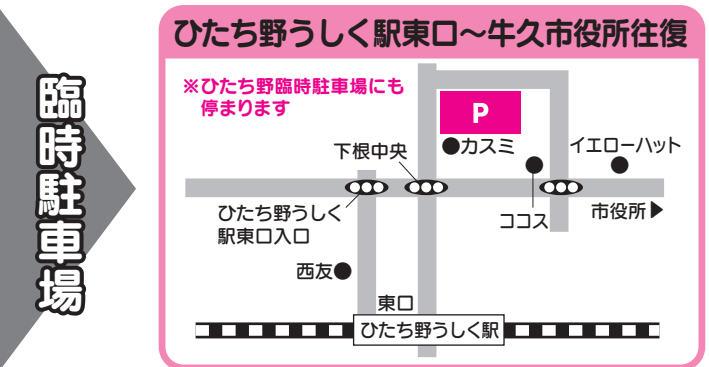 臨時駐車場
ひたち野うしく駅東口～牛久市役所往復
※ひたち野臨時駐車場にも
停まります
P
下根中央
カスミ
イエローハット
ひたち野うしく
駅東口入口
ココス
市役所▶
西友
東口
ひたち野うしく駅